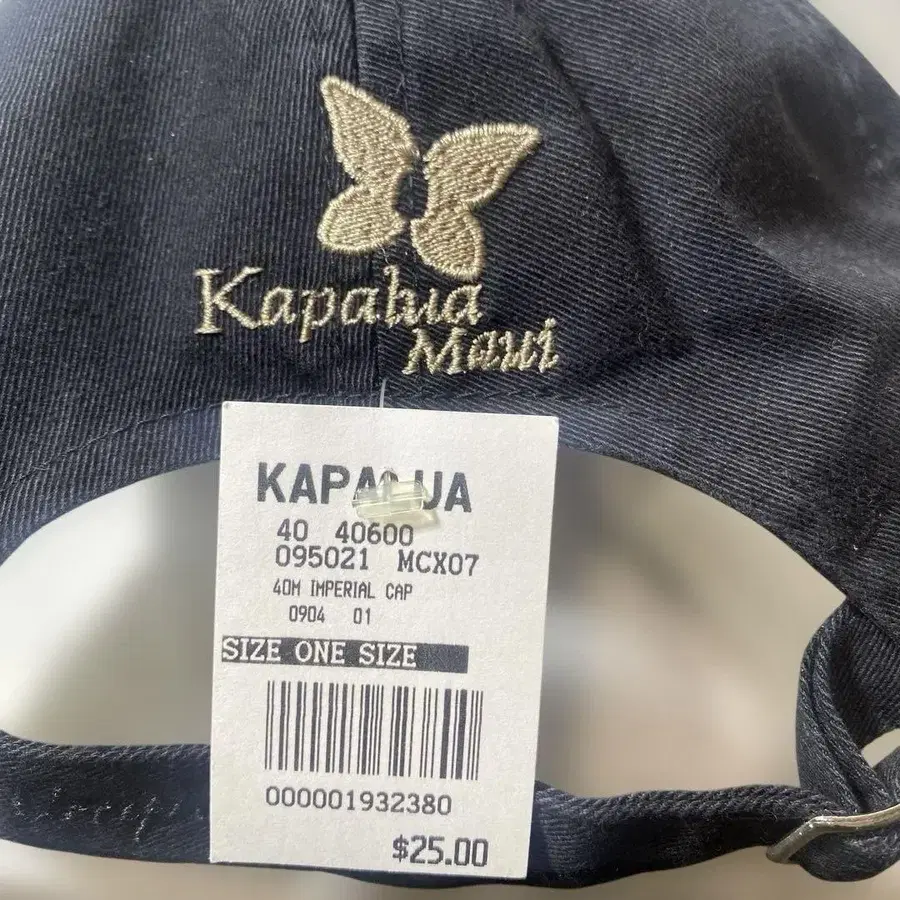 Kapalua
Maui
KAPALUA
40 40600
095021 MCX07
40M IMPERIAL CAP
0904 01
SIZE ONE SIZE
000001932380
$25.00